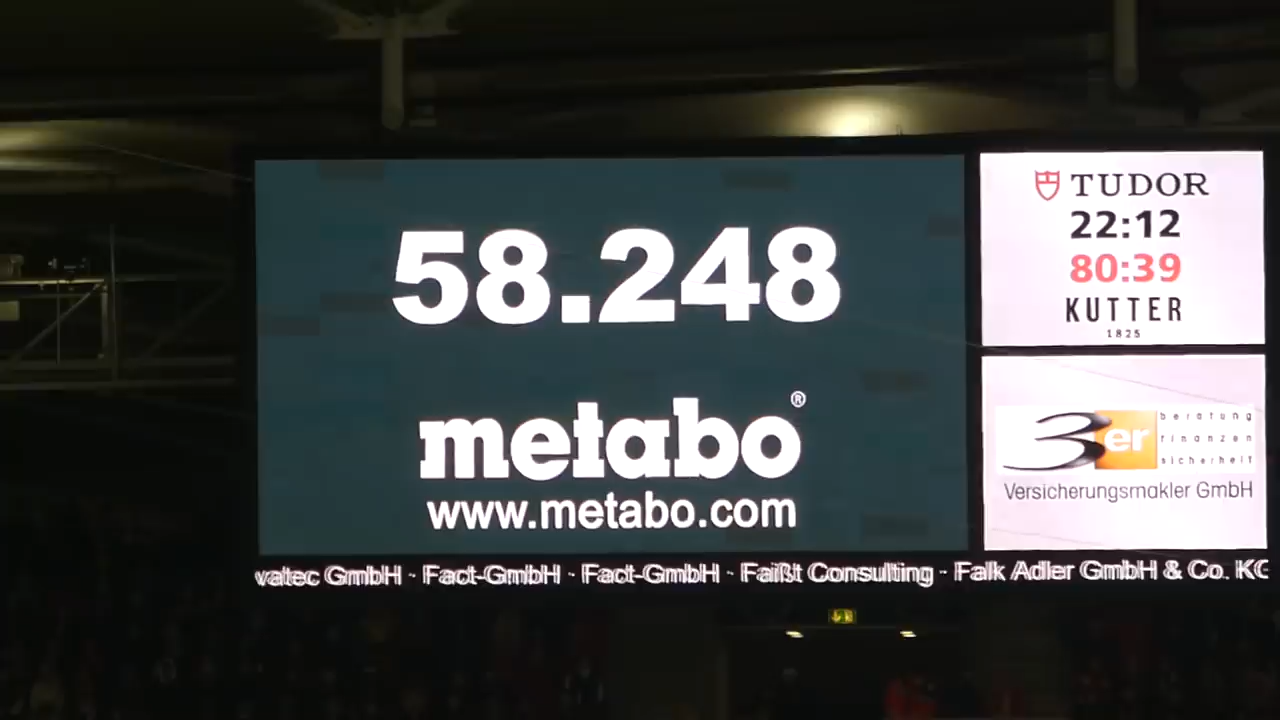 58.248
metabo®
www.metabo.com
TUDOR
22:12
80:39
KUTTER
1825
3er
beratung
finanzen
sicherheit
Versicherungsmakler GmbH
vatec GmbH · Fact-GmbH · Fact-GmbH · Faißt Consulting · Falk Adler GmbH & Co. KG